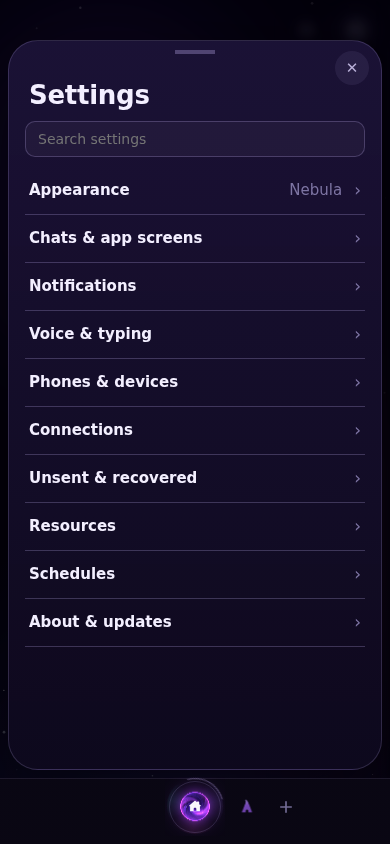 Settings
Search settings
Appearance Nebula
Chats & app screens
Notifications
Voice & typing
Phones & devices
Connections
Unsent & recovered
Resources
Schedules
About & updates